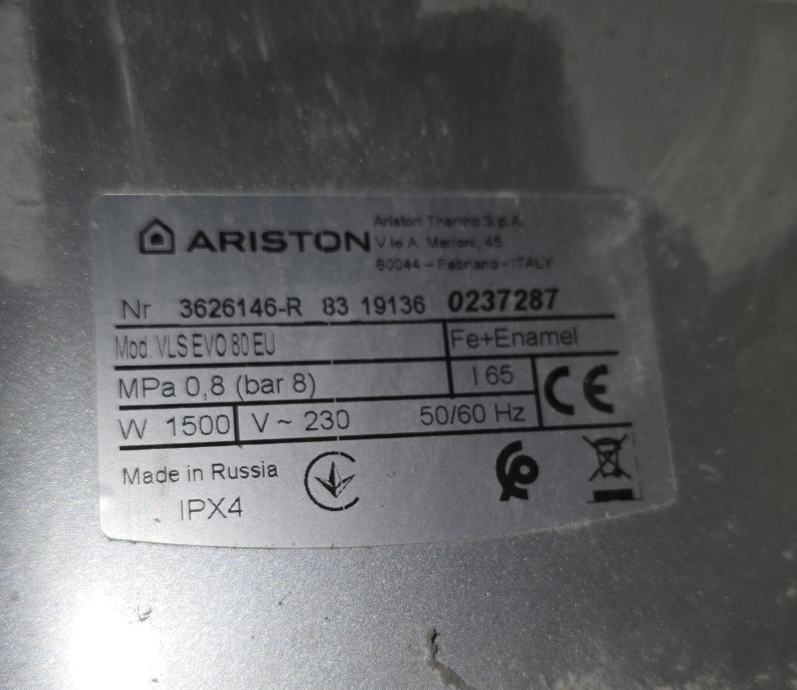 ARISTON
Ariston Thermo S.p.A.
V.le A. Merloni, 45
60044 – Fabriano - ITALY
Nr 3626146-R 83 19136 0237287
Mod. VLS EVO 80 EU
Fe+Enamel
MPa 0,8 (bar 8)
l 65
CE
W 1500
V ~ 230 50/60 Hz
Made in Russia
IPX4